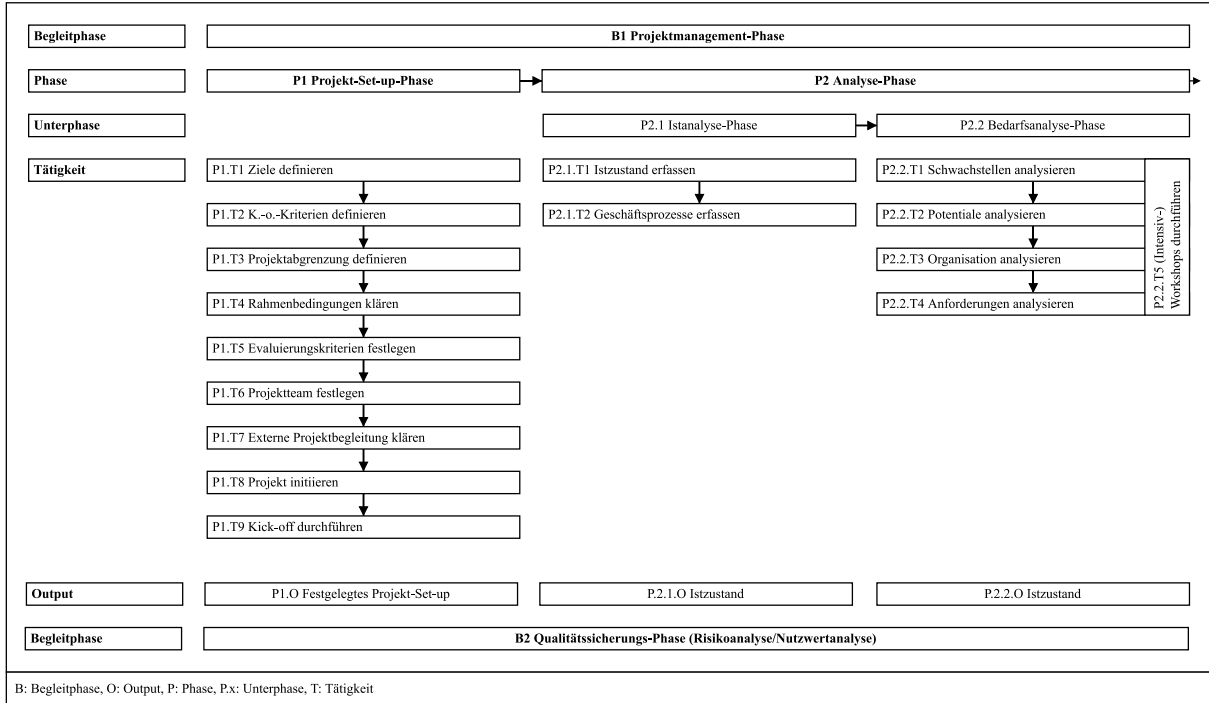 Begleitphase
B1 Projektmanagement-Phase
Phase
P1 Projekt-Set-up-Phase
P2 Analyse-Phase
Unterphase
P2.1 Istanalyse-Phase
P2.2 Bedarfsanalyse-Phase
Tätigkeit
P1.T1 Ziele definieren
P1.T2 K.-o.-Kriterien definieren
P1.T3 Projektabgrenzung definieren
P1.T4 Rahmenbedingungen klären
P1.T5 Evaluierungskriterien festlegen
P1.T6 Projektteam festlegen
P1.T7 Externe Projektbegleitung klären
P1.T8 Projekt initiieren
P1.T9 Kick-off durchführen
P2.1.T1 Istzustand erfassen
P2.1.T2 Geschäftsprozesse erfassen
P2.2.T1 Schwachstellen analysieren
P2.2.T2 Potentiale analysieren
P2.2.T3 Organisation analysieren
P2.2.T4 Anforderungen analysieren
P2.2.T5 (Intensiv-)
Workshops durchführen
Output
P1.O Festgelegtes Projekt-Set-up
P.2.1.O Istzustand
P.2.2.O Istzustand
Begleitphase
B2 Qualitätssicherungs-Phase (Risikoanalyse/Nutzwertanalyse)
B: Begleitphase, O: Output, P: Phase, P.x: Unterphase, T: Tätigkeit